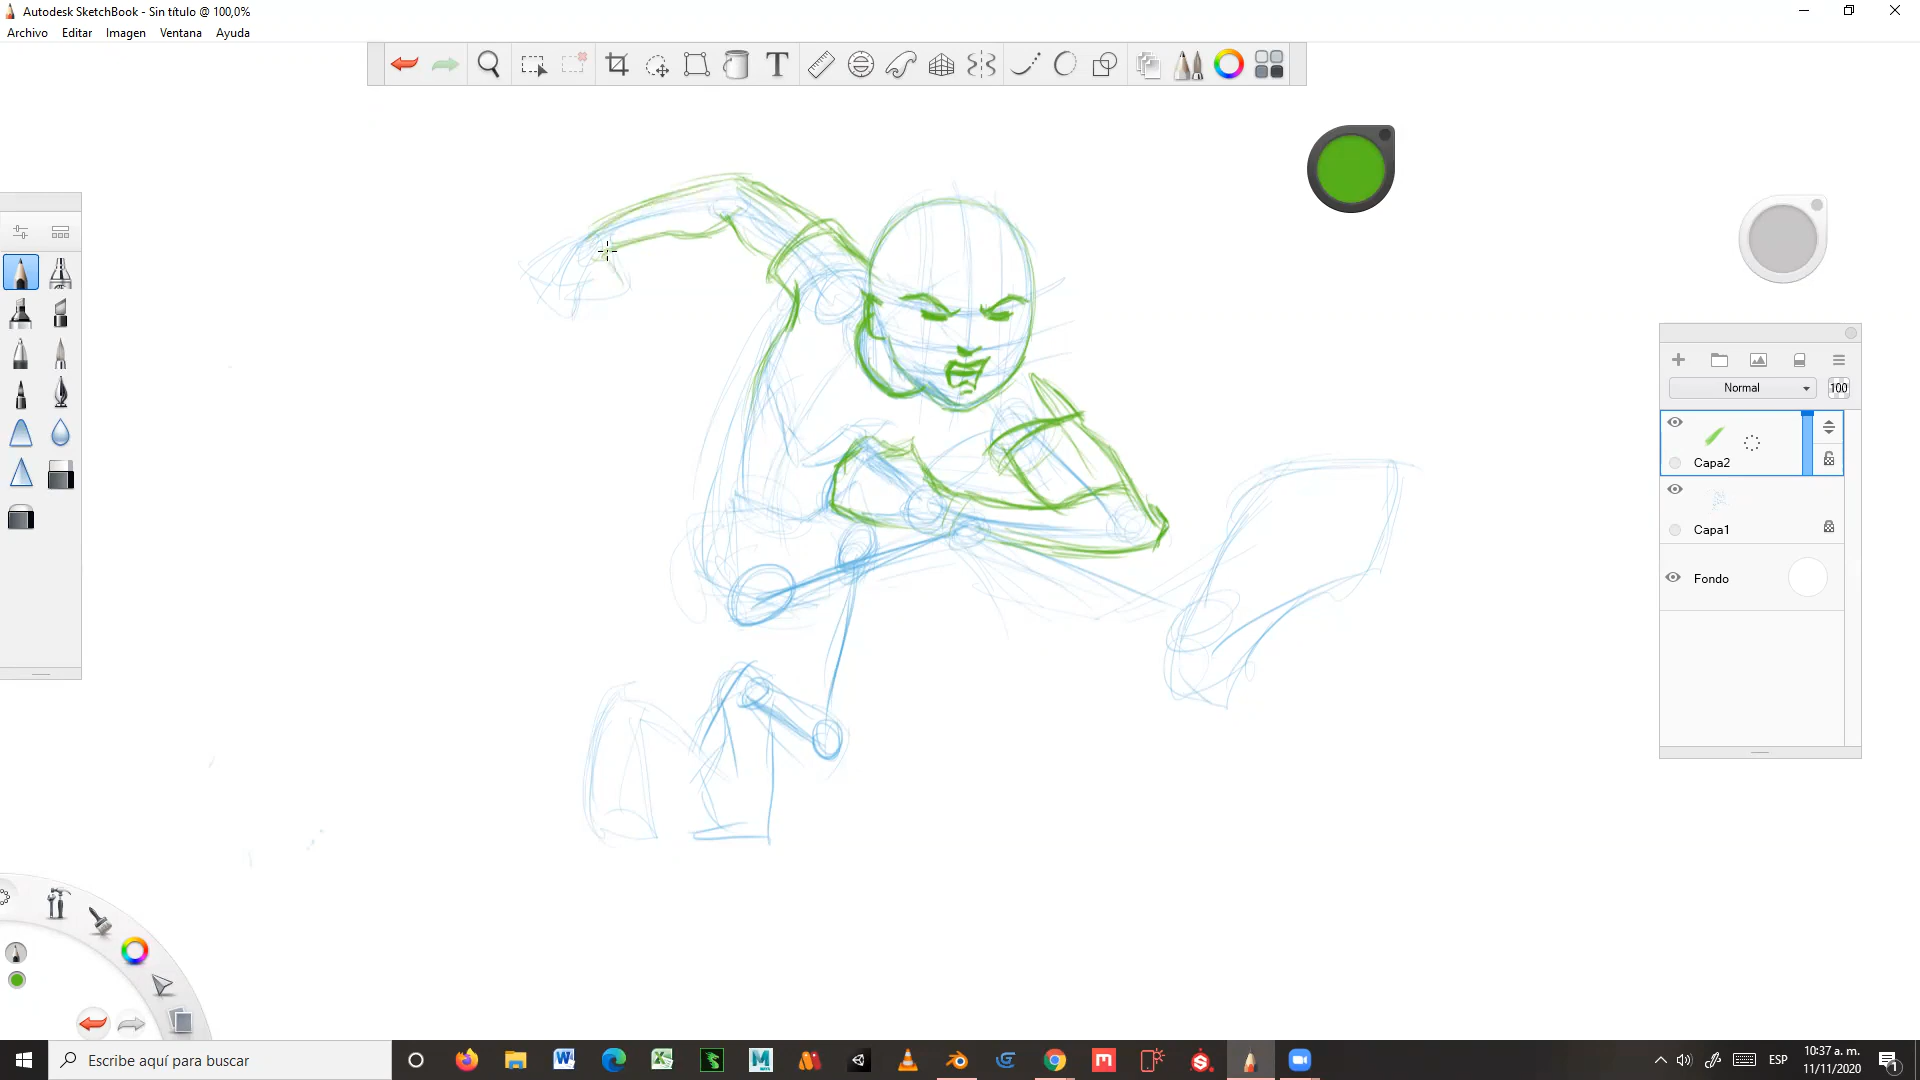 Autodesk SketchBook - Sin título @ 100,0%
Archivo Editar Imagen Ventana Ayuda
T
Normal 100
Capa2
Capa1
Fondo
Escribe aquí para buscar
ESP
10:37 a. m.
11/11/2020
1